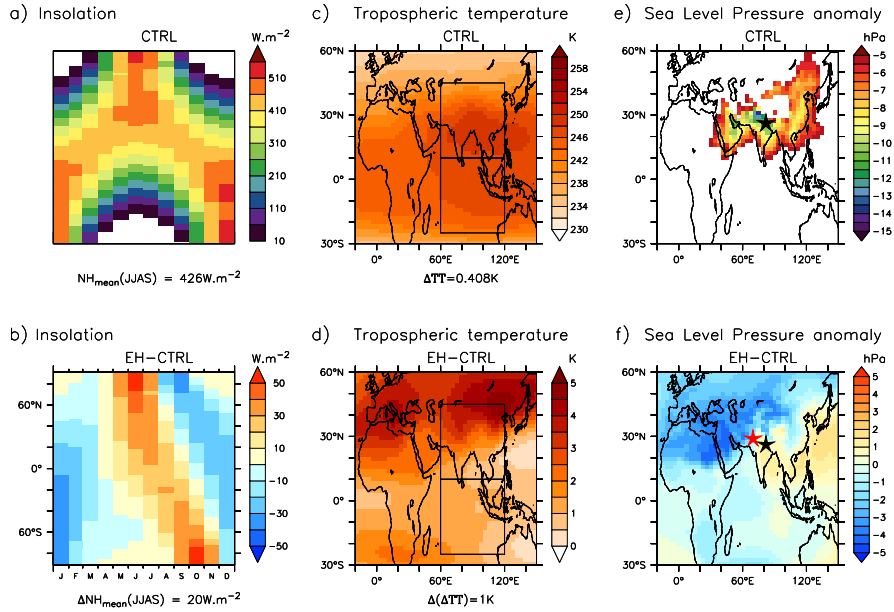 a) Insolation
CTRL
W.m-2
510
410
310
210
110
10
NHmean(JJAS) = 426W.m-2
c) Tropospheric temperature
CTRL
K
60°N
30°N
0°
30°S
0° 60°E 120°E
258
254
250
246
242
238
234
230
ΔTT=0.408K
e) Sea Level Pressure anomaly
CTRL
hPa
60°N
30°N
0°
30°S
0° 60°E 120°E
-5
-6
-7
-8
-9
-10
-11
-12
-13
-14
-15
b) Insolation
EH-CTRL
W.m-2
60°N
0°
60°S
J F M A M J J A S O N D
50
30
10
-10
-30
-50
ΔNHmean(JJAS) = 20W.m-2
d) Tropospheric temperature
EH-CTRL
K
60°N
30°N
0°
30°S
0° 60°E 120°E
5
4
3
2
1
0
Δ(ΔTT)=1K
f) Sea Level Pressure anomaly
EH-CTRL
hPa
60°N
30°N
0°
30°S
0° 60°E 120°E
5
4
3
2
1
0
-1
-2
-3
-4
-5